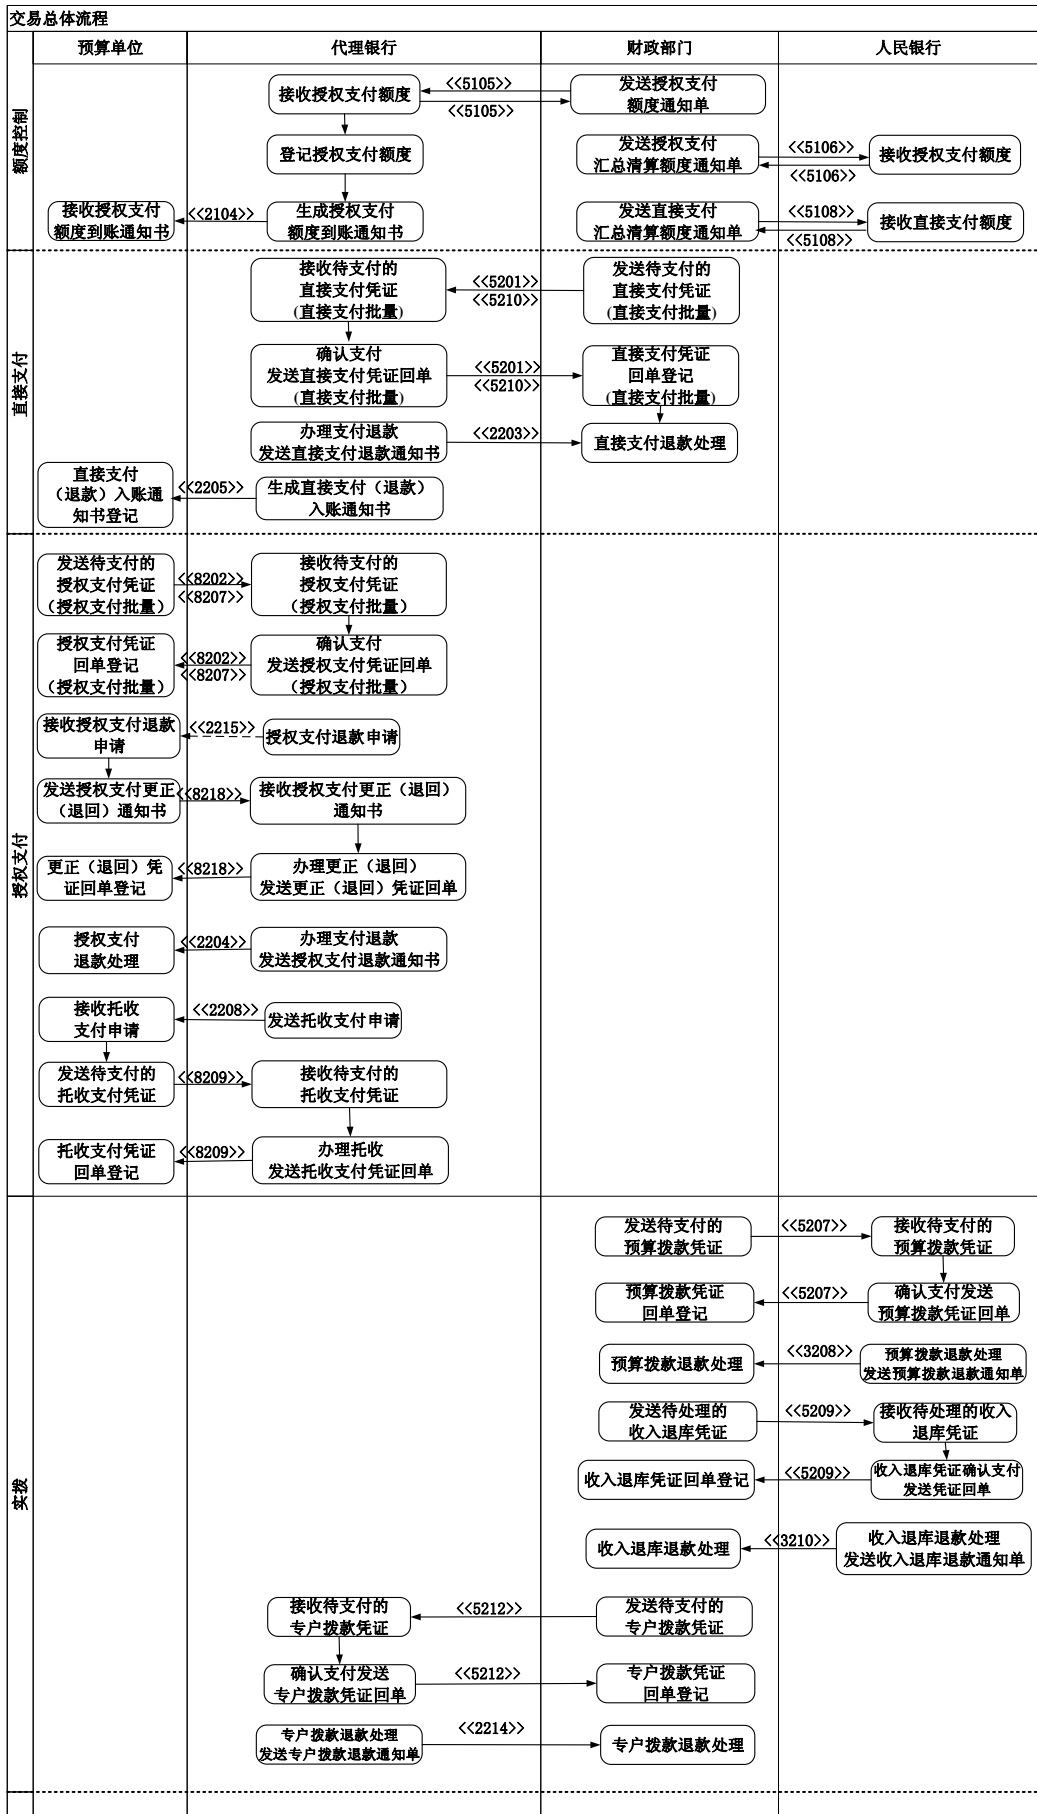 交易总体流程
预算单位
代理银行
财政部门
人民银行
额度控制
接收授权支付额度
<<5105>>
<<5105>>
发送授权支付
额度通知单
登记授权支付额度
发送授权支付
汇总清算额度通知单
<<5106>>
<<5106>>
接收授权支付额度
接收授权支付
额度到账通知书
<<2104>>
生成授权支付
额度到账通知书
发送直接支付
汇总清算额度通知单
<<5108>>
<<5108>>
接收直接支付额度
直接支付
接收待支付的
直接支付凭证
(直接支付批量)
<<5201>>
<<5210>>
发送待支付的
直接支付凭证
(直接支付批量)
确认支付
发送直接支付凭证回单
(直接支付批量)
<<5201>>
<<5210>>
直接支付凭证
回单登记
(直接支付批量)
办理支付退款
发送直接支付退款通知书
<<2203>>
直接支付退款处理
直接支付
（退款）入账通
知书登记
<<2205>>
生成直接支付（退款）
入账通知书
授权支付
发送待支付的
授权支付凭证
（授权支付批量）
<<8202>>
<<8207>>
接收待支付的
授权支付凭证
（授权支付批量）
授权支付凭证
回单登记
（授权支付批量）
<<8202>>
<<8207>>
确认支付
发送授权支付凭证回单
（授权支付批量）
接收授权支付退款
申请
<<2215>>
授权支付退款申请
发送授权支付更正
（退回）通知书
<<8218>>
接收授权支付更正（退回）
通知书
更正（退回）凭
证回单登记
<<8218>>
办理更正（退回）
发送更正（退回）凭证回单
授权支付
退款处理
<<2204>>
办理支付退款
发送授权支付退款通知书
接收托收
支付申请
<<2208>>
发送托收支付申请
发送待支付的
托收支付凭证
<<8209>>
接收待支付的
托收支付凭证
托收支付凭证
回单登记
<<8209>>
办理托收
发送托收支付凭证回单
实拨
发送待支付的
预算拨款凭证
<<5207>>
接收待支付的
预算拨款凭证
预算拨款凭证
回单登记
<<5207>>
确认支付发送
预算拨款凭证回单
预算拨款退款处理
<<3208>>
预算拨款退款处理
发送预算拨款退款通知单
发送待处理的
收入退库凭证
<<5209>>
接收待处理的收入
退库凭证
收入退库凭证回单登记
<<5209>>
收入退库凭证确认支付
发送凭证回单
收入退库退款处理
<<3210>>
收入退库退款处理
发送收入退库退款通知单
接收待支付的
专户拨款凭证
<<5212>>
发送待支付的
专户拨款凭证
确认支付发送
专户拨款凭证回单
<<5212>>
专户拨款凭证
回单登记
专户拨款退款处理
发送专户拨款退款通知单
<<2214>>
专户拨款退款处理